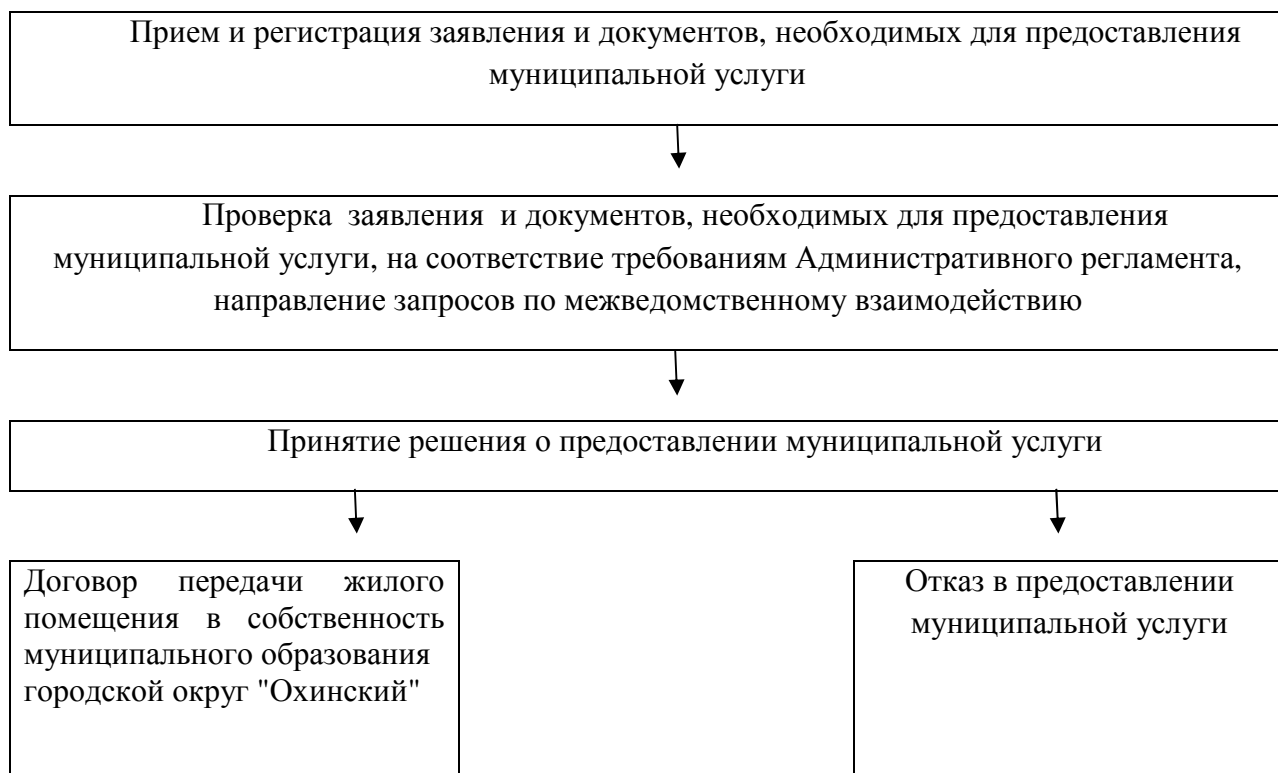 Прием и регистрация заявления и документов, необходимых для предоставления
муниципальной услуги
Проверка заявления и документов, необходимых для предоставления
муниципальной услуги, на соответствие требованиям Административного регламента,
направление запросов по межведомственному взаимодействию
Принятие решения о предоставлении муниципальной услуги
Договор передачи жилого
помещения в собственность
муниципального образования
городской округ "Охинский"
Отказ в предоставлении
муниципальной услуги